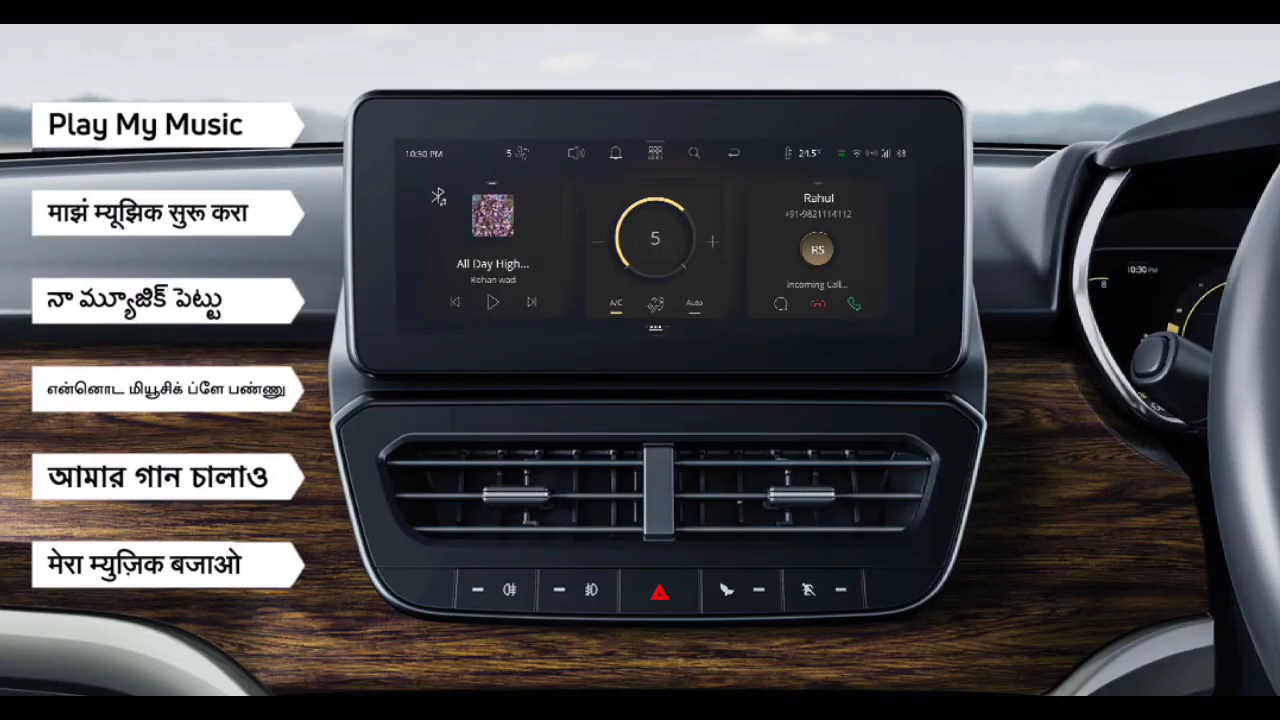 Play My Music
माझं म्यूझिक सुरू करा
నా మ్యూజిక్ పెట్టు
என்னொட மியூசிக் ப்ளே பண்ணு
আমার গান চালাও
मेरा म्युज़िक बजाओ
10:30 PM
5
24.5°
All Day High...
Rohan wad
5
A/C
Auto
Rahul
+91-9821114112
RS
Incoming Call...
10:30 PM
8